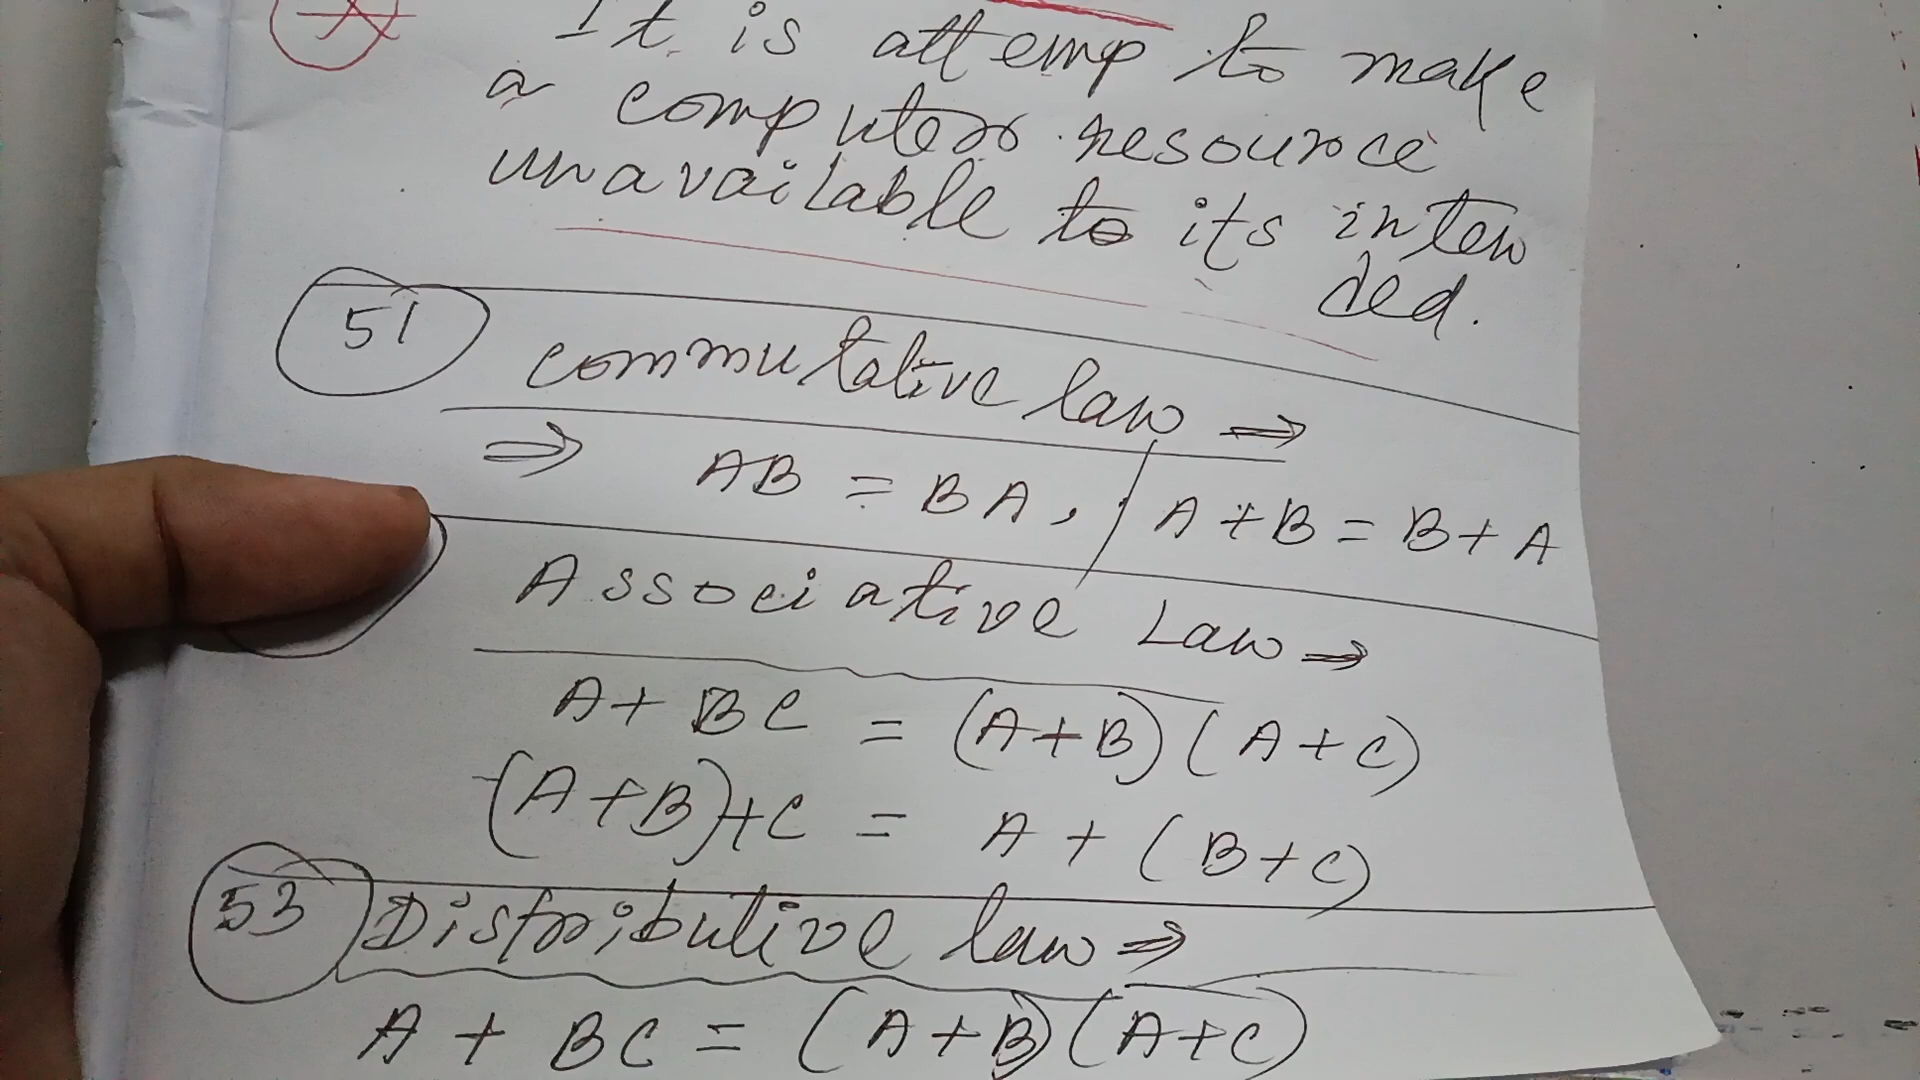 It is attemp to make
a computer resource
unavailable to its inten
ded.
51
commutative law ⇒
⇒ AB = BA, / A+B = B+A
Associative Law →
A+ BC = (A+B) (A+C)
(A+B)+C = A + (B+C)
53 Distributive law ⇒
A + BC = (A+B) (A+C)